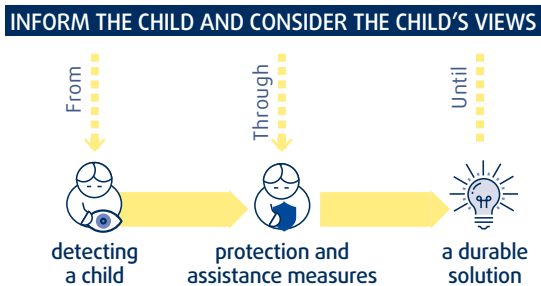 INFORM THE CHILD AND CONSIDER THE CHILD’S VIEWS
From
Through
Until
detecting
a child
protection and
assistance measures
a durable
solution